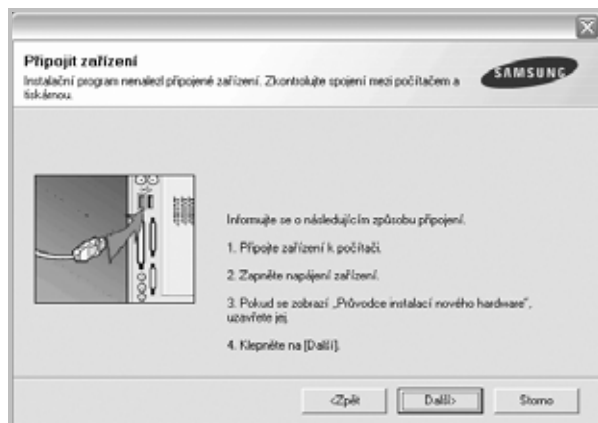 Připojit zařízení
Instalační program nenalezl připojené zařízení. Zkontrolujte spojení mezi počítačem a
tiskárnou.
SAMSUNG
Informujte se o následujícím způsobu připojení.
1. Připojte zařízení k počítači.
2. Zapněte napájení zařízení.
3. Pokud se zobrazí „Průvodce instalací nového hardware“,
uzavřete jej.
4. Klepněte na [Další].
<Zpět
Další>
Storno